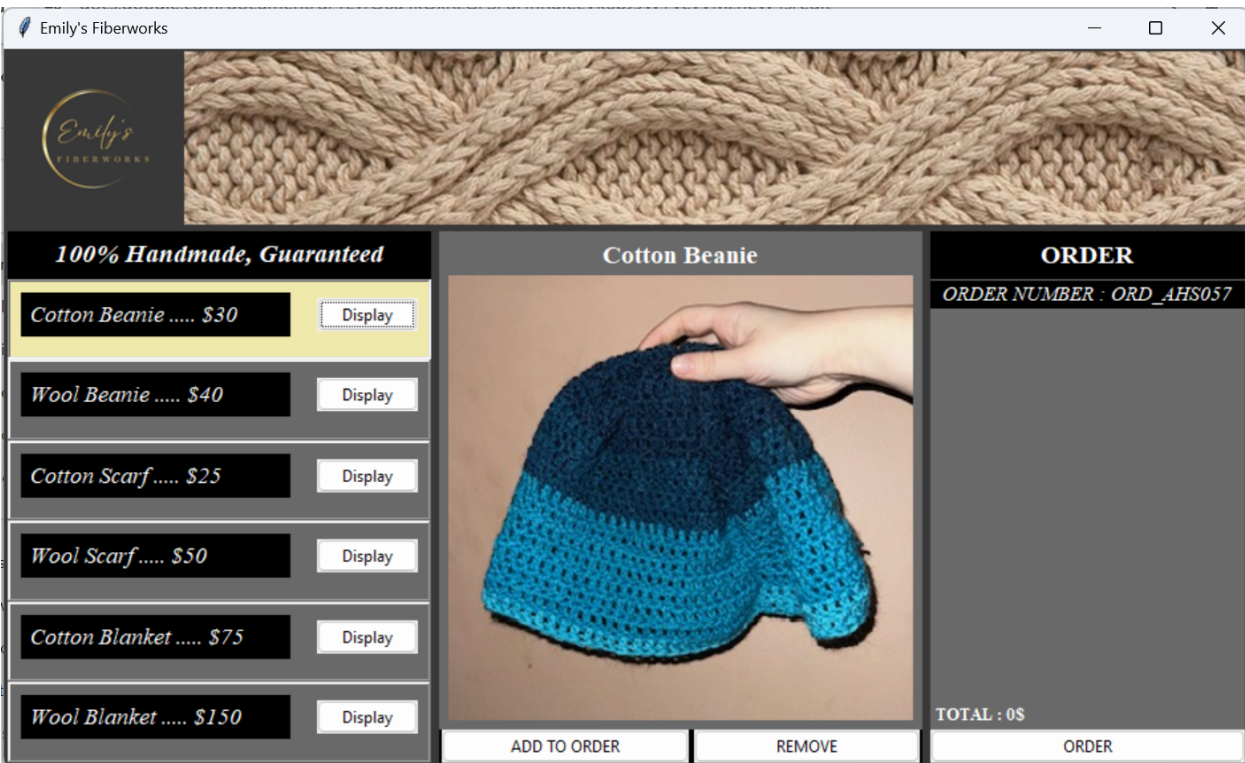 Emily's Fiberworks
Emily's
FIBERWORKS
100% Handmade, Guaranteed
Cotton Beanie ..... $30
Display
Wool Beanie ..... $40
Display
Cotton Scarf ..... $25
Display
Wool Scarf ..... $50
Display
Cotton Blanket ..... $75
Display
Wool Blanket ..... $150
Display
Cotton Beanie
ADD TO ORDER
REMOVE
ORDER
ORDER NUMBER : ORD_AHS057
TOTAL : 0$
ORDER